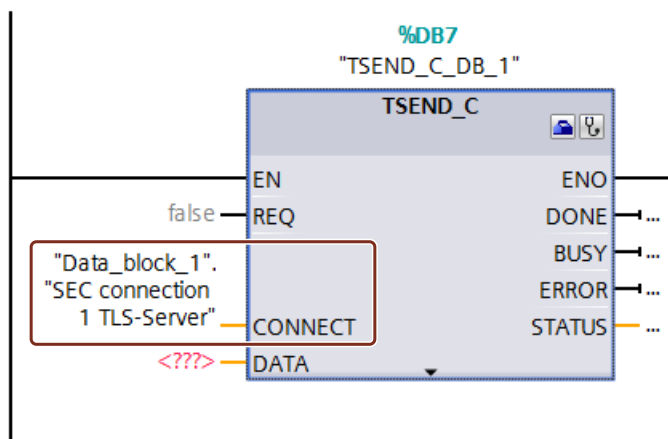 %DB7
"TSEND_C_DB_1"
TSEND_C
EN ENO
false REQ DONE ...
"Data_block_1". BUSY ...
"SEC connection ERROR ...
1 TLS-Server" CONNECT STATUS ...
<???> DATA